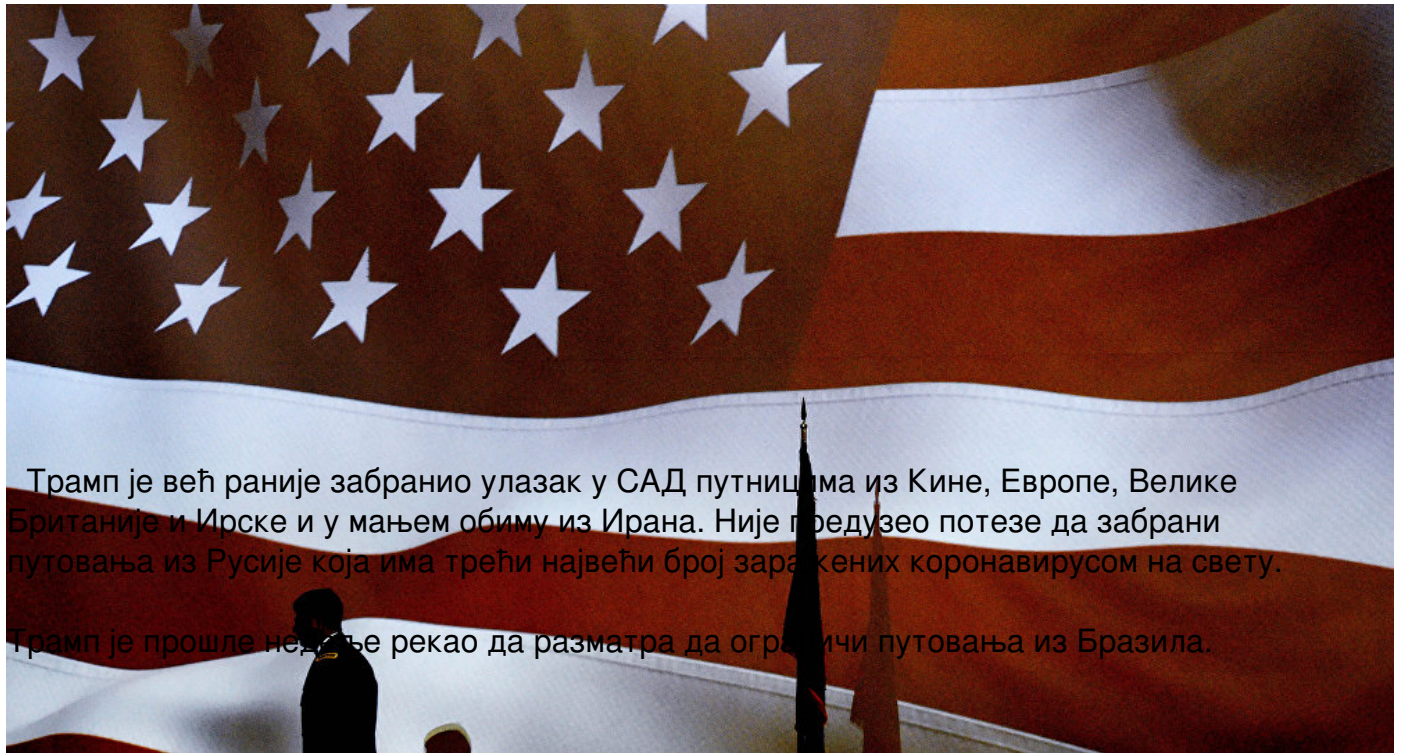 Трамп је већ раније забранио улазак у САД путницима из Кине, Европе, Велике
Британије и Ирске и у мањем обиму из Ирана. Није предузео потезе да забрани
путовања из Русије која има трећи највећи број заражених коронавирусом на свету.
Трамп је прошле недеље рекао да разматра да ограничи путовања из Бразила.